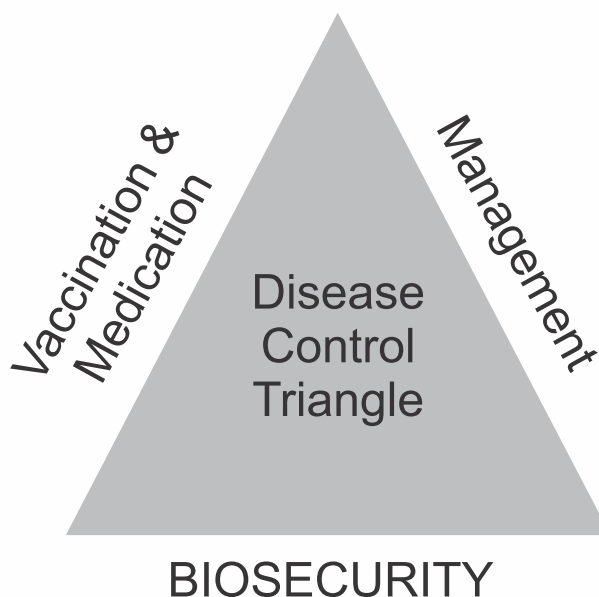 Vaccination &
Medication
Management
Disease
Control
Triangle
BIOSECURITY